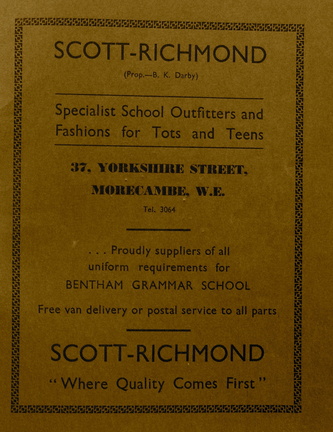 SCOTT-RICHMOND
(Prop.—B. K. Darby)
Specialist School Outfitters and
Fashions for Tots and Teens
37, YORKSHIRE STREET,
MORECAMBE, W.E.
Tel. 3064
... Proudly suppliers of all
uniform requirements for
BENTHAM GRAMMAR SCHOOL
Free van delivery or postal service to all parts
SCOTT-RICHMOND
"Where Quality Comes First"